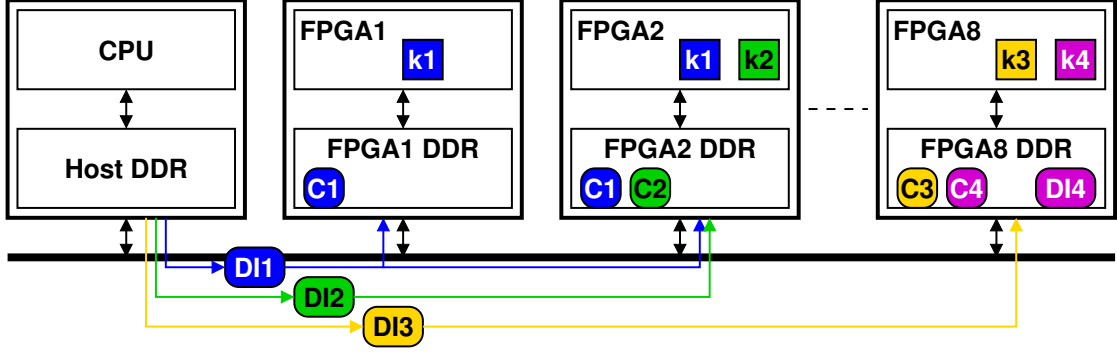 CPU
Host DDR
FPGA1
k1
FPGA1 DDR
C1
FPGA2
k1 k2
FPGA2 DDR
C1 C2
FPGA8
k3 k4
FPGA8 DDR
C3 C4 DI4
DI1
DI2
DI3